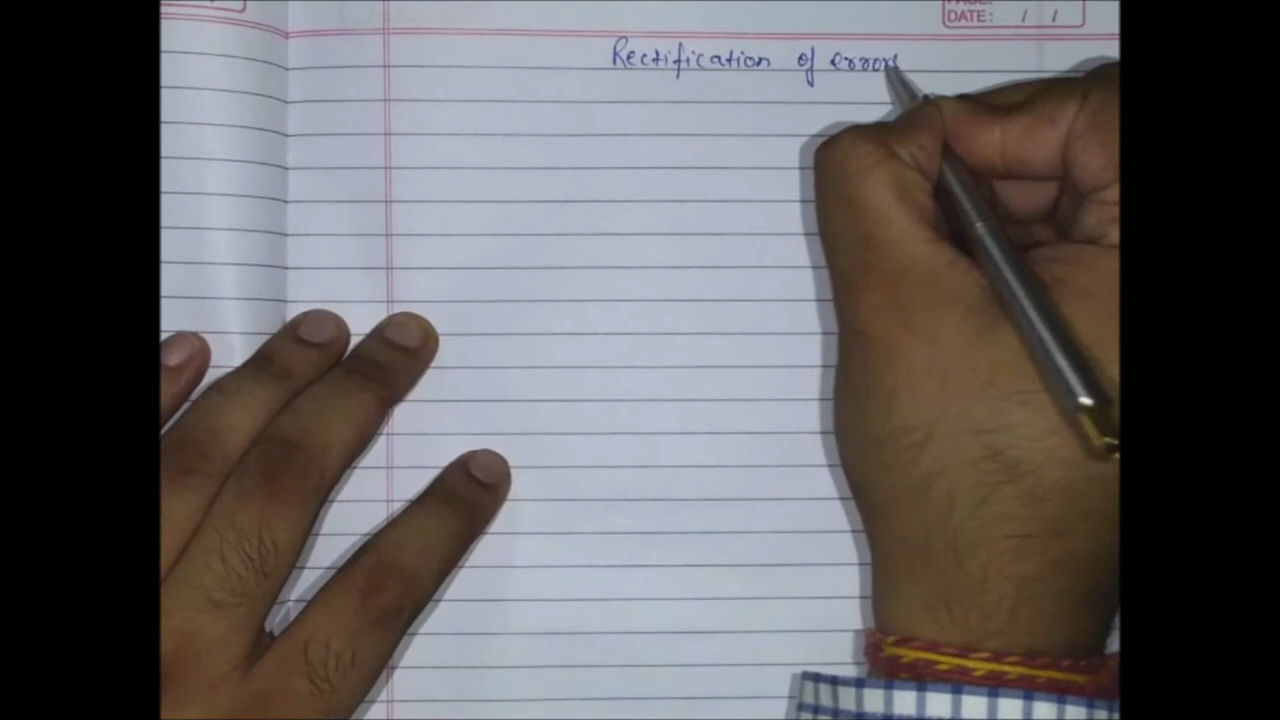 DATE: / /
Rectification of errors